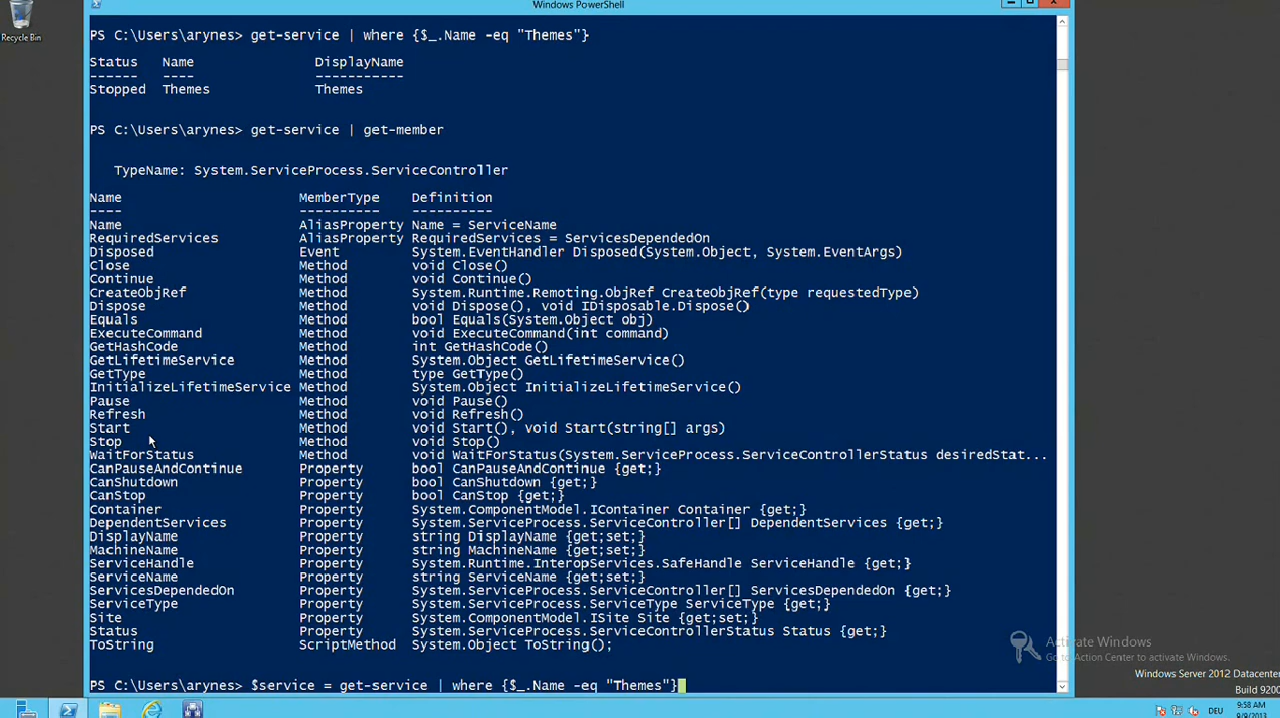 Windows PowerShell
Recycle Bin
PS C:\Users\arynes> get-service | where {$_.Name -eq "Themes"}
Status Name DisplayName
------ ---- -----------
Stopped Themes Themes
PS C:\Users\arynes> get-service | get-member
TypeName: System.ServiceProcess.ServiceController
Name MemberType Definition
---- ---------- ----------
Name AliasProperty Name = ServiceName
RequiredServices AliasProperty RequiredServices = ServicesDependedOn
Disposed Event System.EventHandler Disposed(System.Object, System.EventArgs)
Close Method void Close()
Continue Method void Continue()
CreateObjRef Method System.Runtime.Remoting.ObjRef CreateObjRef(type requestedType)
Dispose Method void Dispose(), void IDisposable.Dispose()
Equals Method bool Equals(System.Object obj)
ExecuteCommand Method void ExecuteCommand(int command)
GetHashCode Method int GetHashCode()
GetLifetimeService Method System.Object GetLifetimeService()
GetType Method type GetType()
InitializeLifetimeService Method System.Object InitializeLifetimeService()
Pause Method void Pause()
Refresh Method void Refresh()
Start Method void Start(), void Start(string[] args)
Stop Method void Stop()
WaitForStatus Method void WaitForStatus(System.ServiceProcess.ServiceControllerStatus desiredStat...
CanPauseAndContinue Property bool CanPauseAndContinue {get;}
CanShutdown Property bool CanShutdown {get;}
CanStop Property bool CanStop {get;}
Container Property System.ComponentModel.IContainer Container {get;}
DependentServices Property System.ServiceProcess.ServiceController[] DependentServices {get;}
DisplayName Property string DisplayName {get;set;}
MachineName Property string MachineName {get;set;}
ServiceHandle Property System.Runtime.InteropServices.SafeHandle ServiceHandle {get;}
ServiceName Property string ServiceName {get;set;}
ServicesDependedOn Property System.ServiceProcess.ServiceController[] ServicesDependedOn {get;}
ServiceType Property System.ServiceProcess.ServiceType ServiceType {get;}
Site Property System.ComponentModel.ISite Site {get;set;}
Status Property System.ServiceProcess.ServiceControllerStatus Status {get;}
ToString ScriptMethod System.Object ToString();
PS C:\Users\arynes> $service = get-service | where {$_.Name -eq "Themes"}
Activate Windows
Go to Action Center to activate Windows.
Windows Server 2012 Datacenter
Build 9200
DEU
9:58 AM
9/9/2013